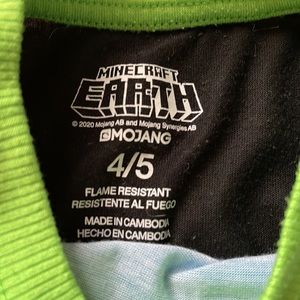 MINECRAFT
EARTH
© 2020 Mojang AB and Mojang Synergies AB
MOJANG
4/5
FLAME RESISTANT
RESISTENTE AL FUEGO
MADE IN CAMBODIA
HECHO EN CAMBODIA